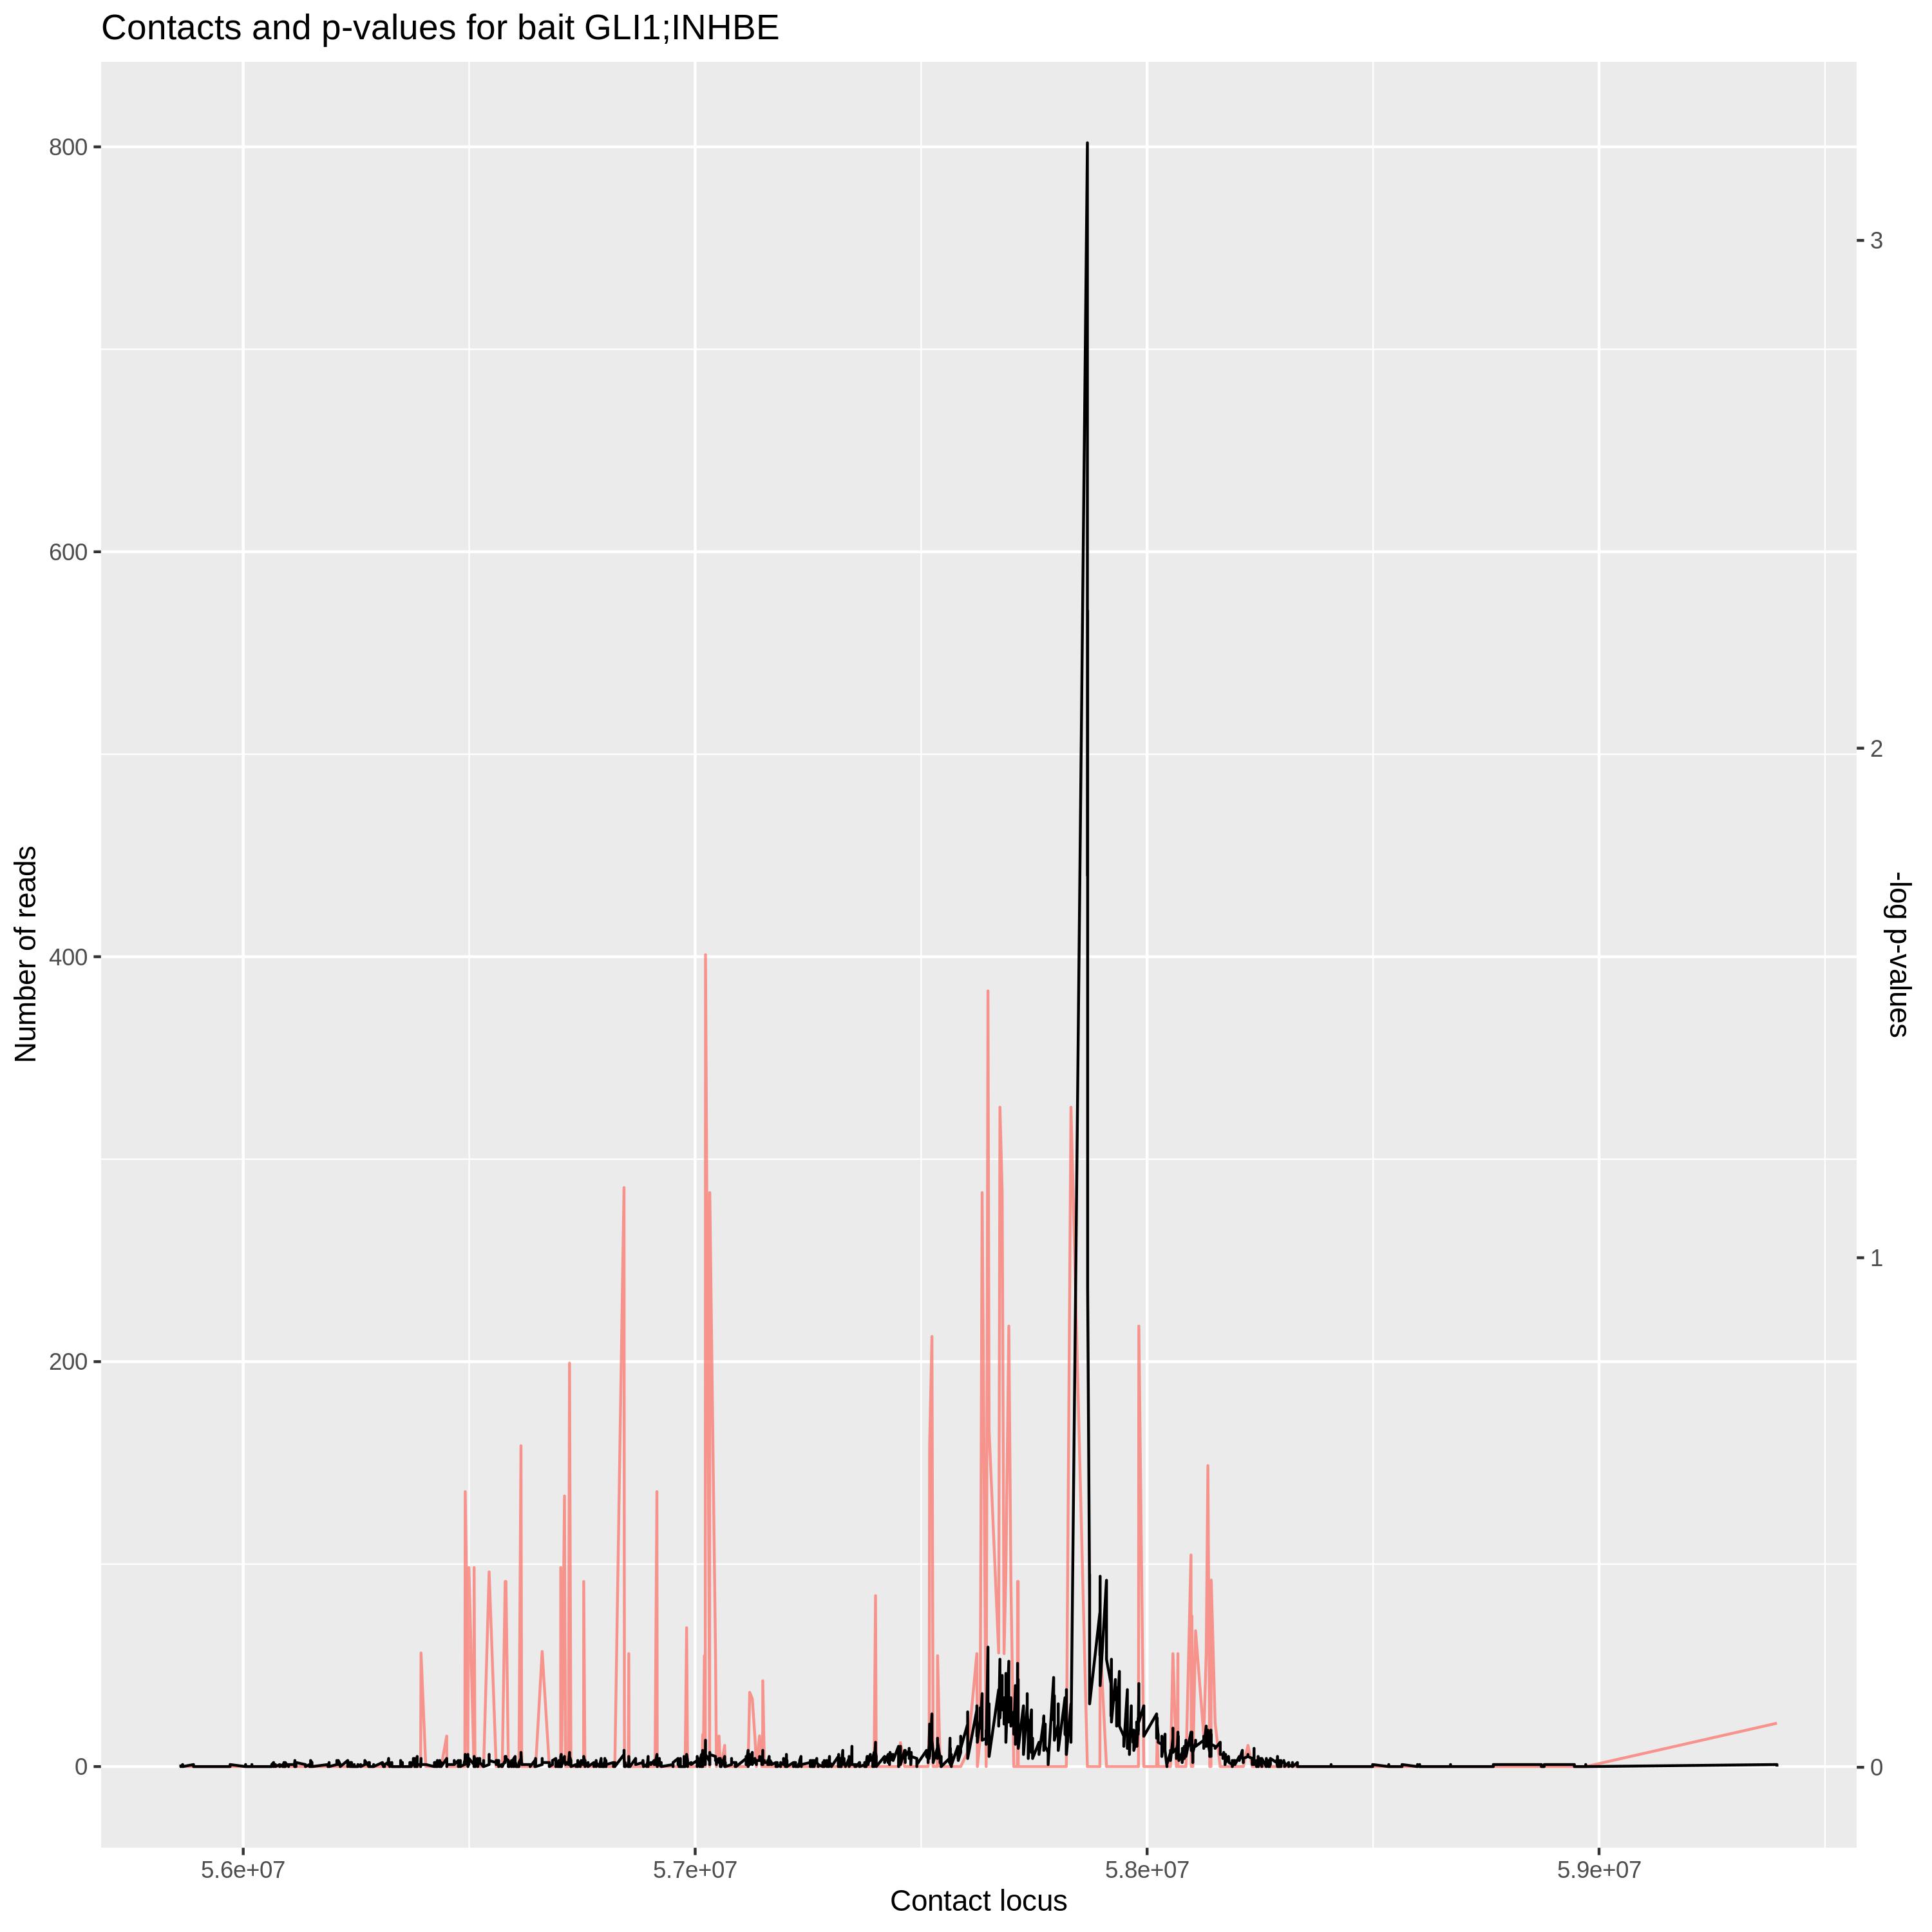 Contacts and p-values for bait GLI1;INHBE
800
600
400
200
0
Number of reads
3
2
1
0
-log p-values
5.6e+07
5.7e+07
5.8e+07
5.9e+07
Contact locus